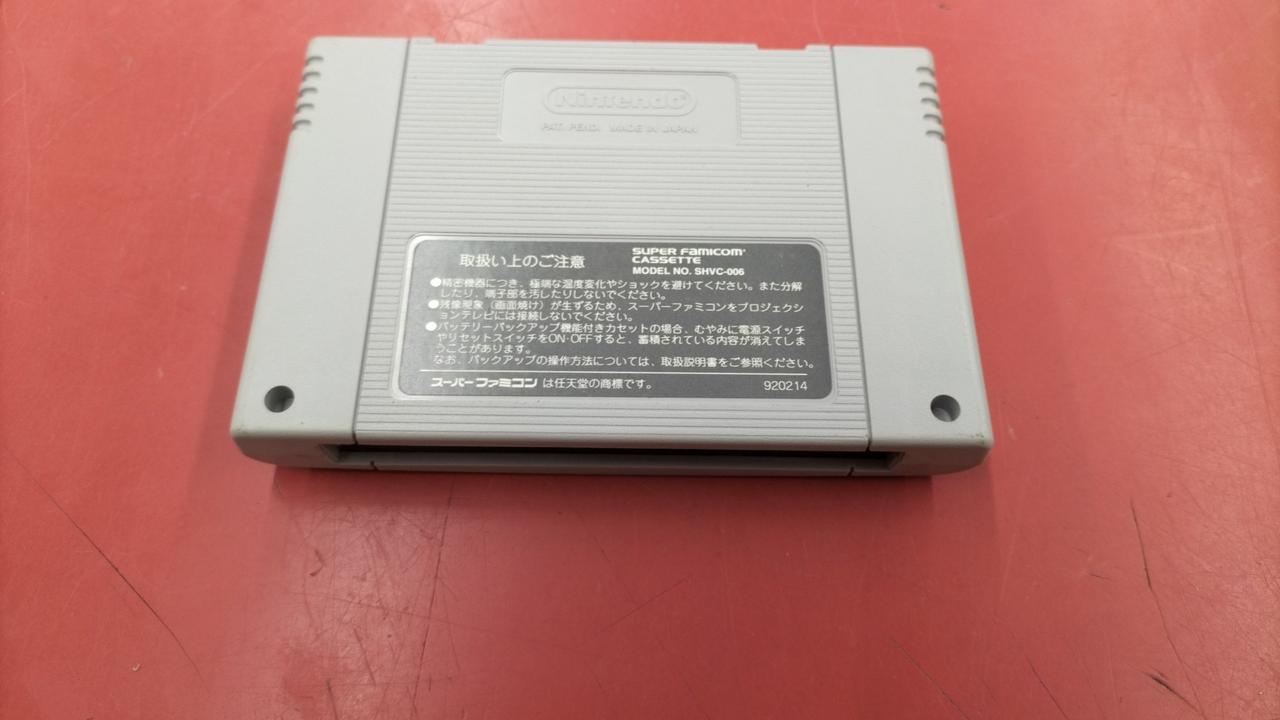 Nintendo®
PAT. PEND. MADE IN JAPAN
取扱い上のご注意
SUPER FAMICOM®
CASSETTE
MODEL NO. SHVC-006
●精密機器につき、極端な温度変化やショックを避けてください。また分解
したり、端子部を汚したりしないでください。
●残像現象（画面焼け）が生ずるため、スーパーファミコンをプロジェクシ
ョンテレビには接続しないでください。
●バッテリーバックアップ機能付きカセットの場合、むやみに電源スイッチ
やリセットスイッチをON·OFFすると、蓄積されている内容が消えてしま
うことがあります。
なお、バックアップの操作方法については、取扱説明書をご参照ください。
スーパーファミコン は任天堂の商標です。
920214